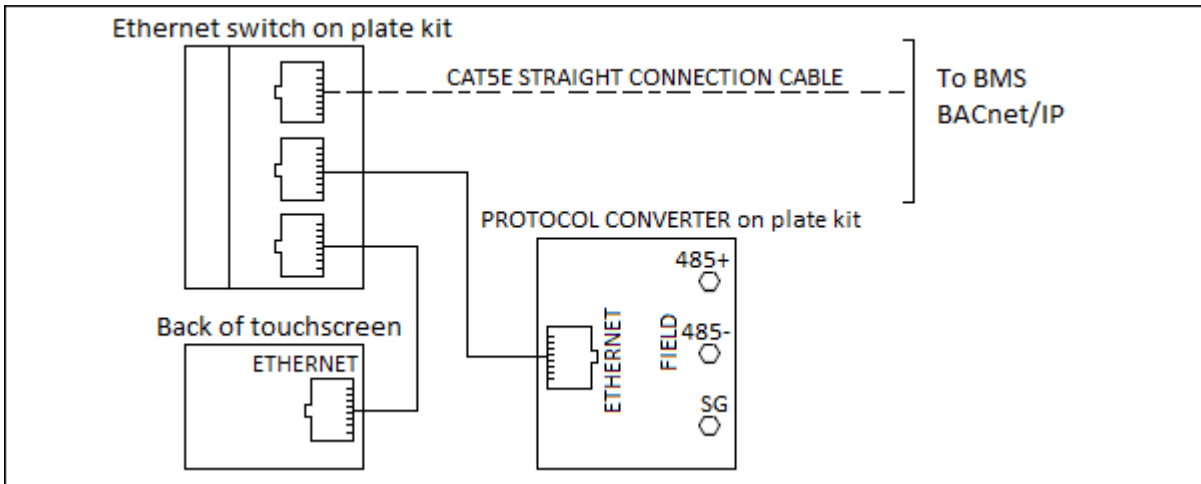 Ethernet switch on plate kit
CAT5E STRAIGHT CONNECTION CABLE
To BMS
BACnet/IP
PROTOCOL CONVERTER on plate kit
485+
ETHERNET
FIELD
485-
SG
Back of touchscreen
ETHERNET